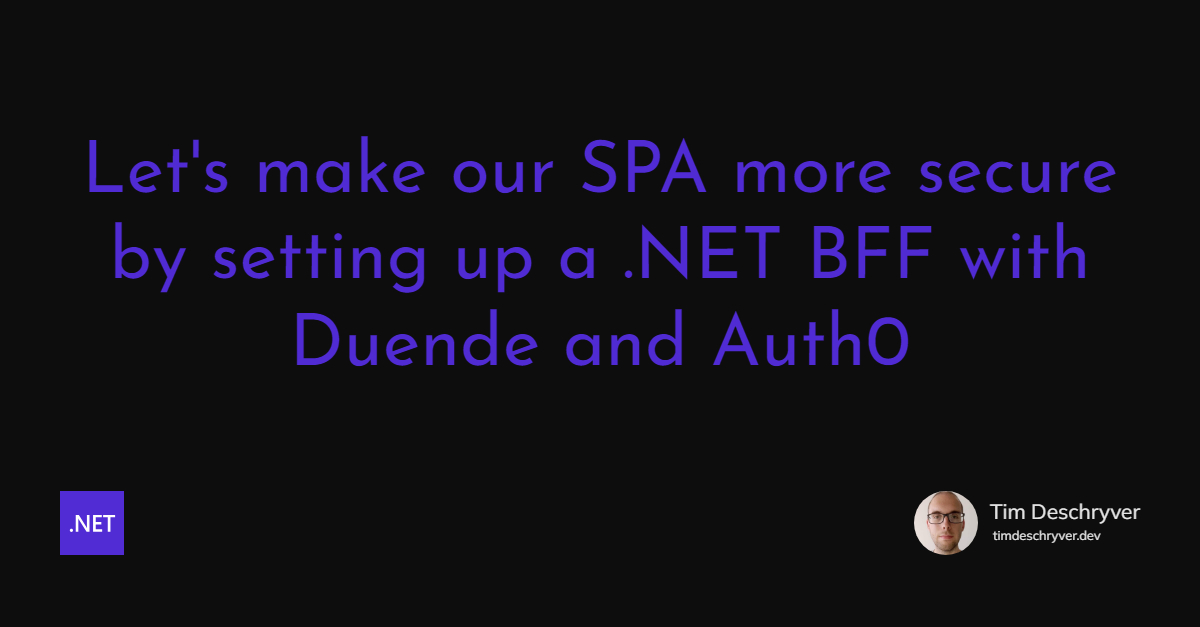 Let's make our SPA more secure
by setting up a .NET BFF with
Duende and Auth0
.NET
Tim Deschryver
timdeschryver.dev